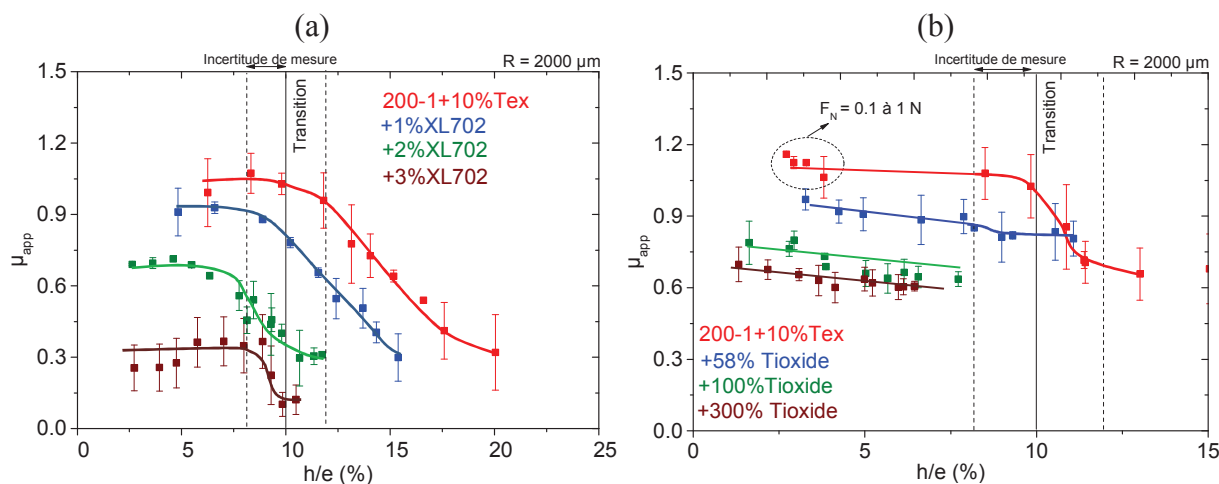 (a)
Incertitude de mesure
R = 2000 µm
1.5
1.2
0.9
0.6
0.3
0.0
µapp
Transition
200-1+10%Tex
+1%XL702
+2%XL702
+3%XL702
0 5 10 15 20 25
h/e (%)
(b)
Incertitude de mesure
R = 2000 µm
1.5
1.2
0.9
0.6
0.3
0.0
µapp
FN = 0.1 à 1 N
Transition
200-1+10%Tex
+58% Tioxide
+100%Tioxide
+300% Tioxide
0 5 10 15
h/e (%)